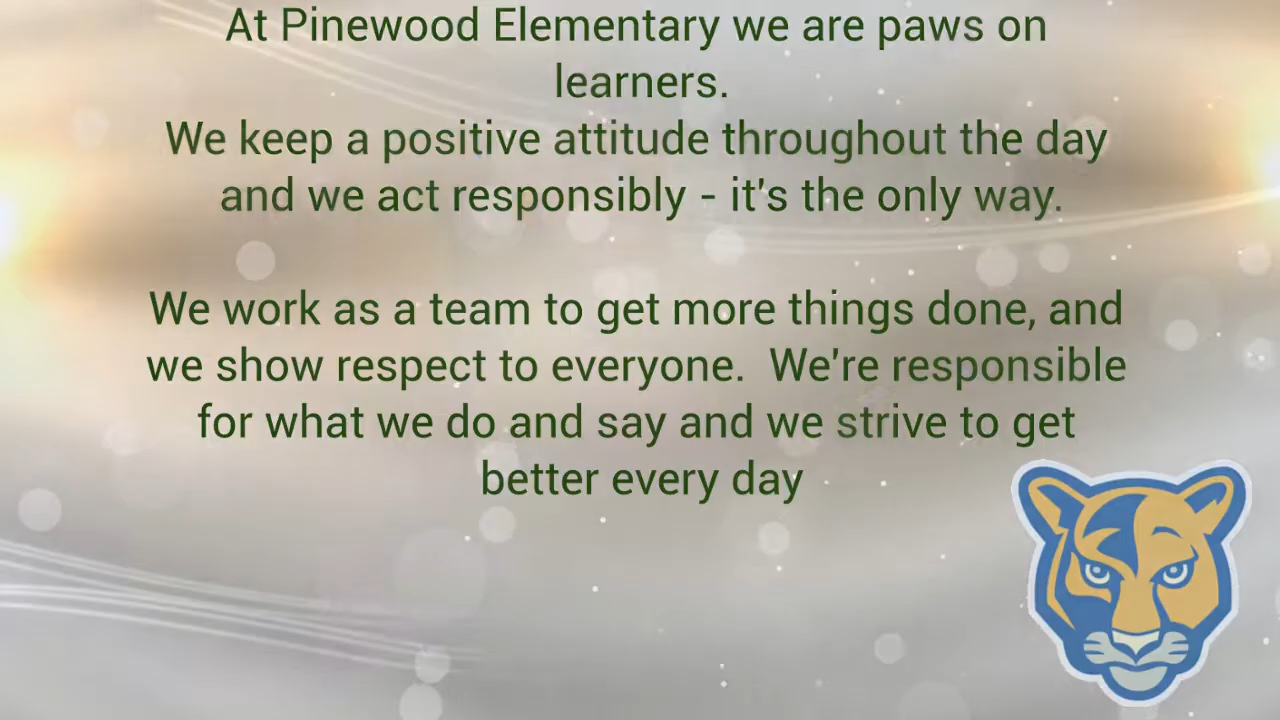 At Pinewood Elementary we are paws on
learners.
We keep a positive attitude throughout the day
and we act responsibly - it's the only way.
We work as a team to get more things done, and
we show respect to everyone.  We're responsible
for what we do and say and we strive to get
better every day